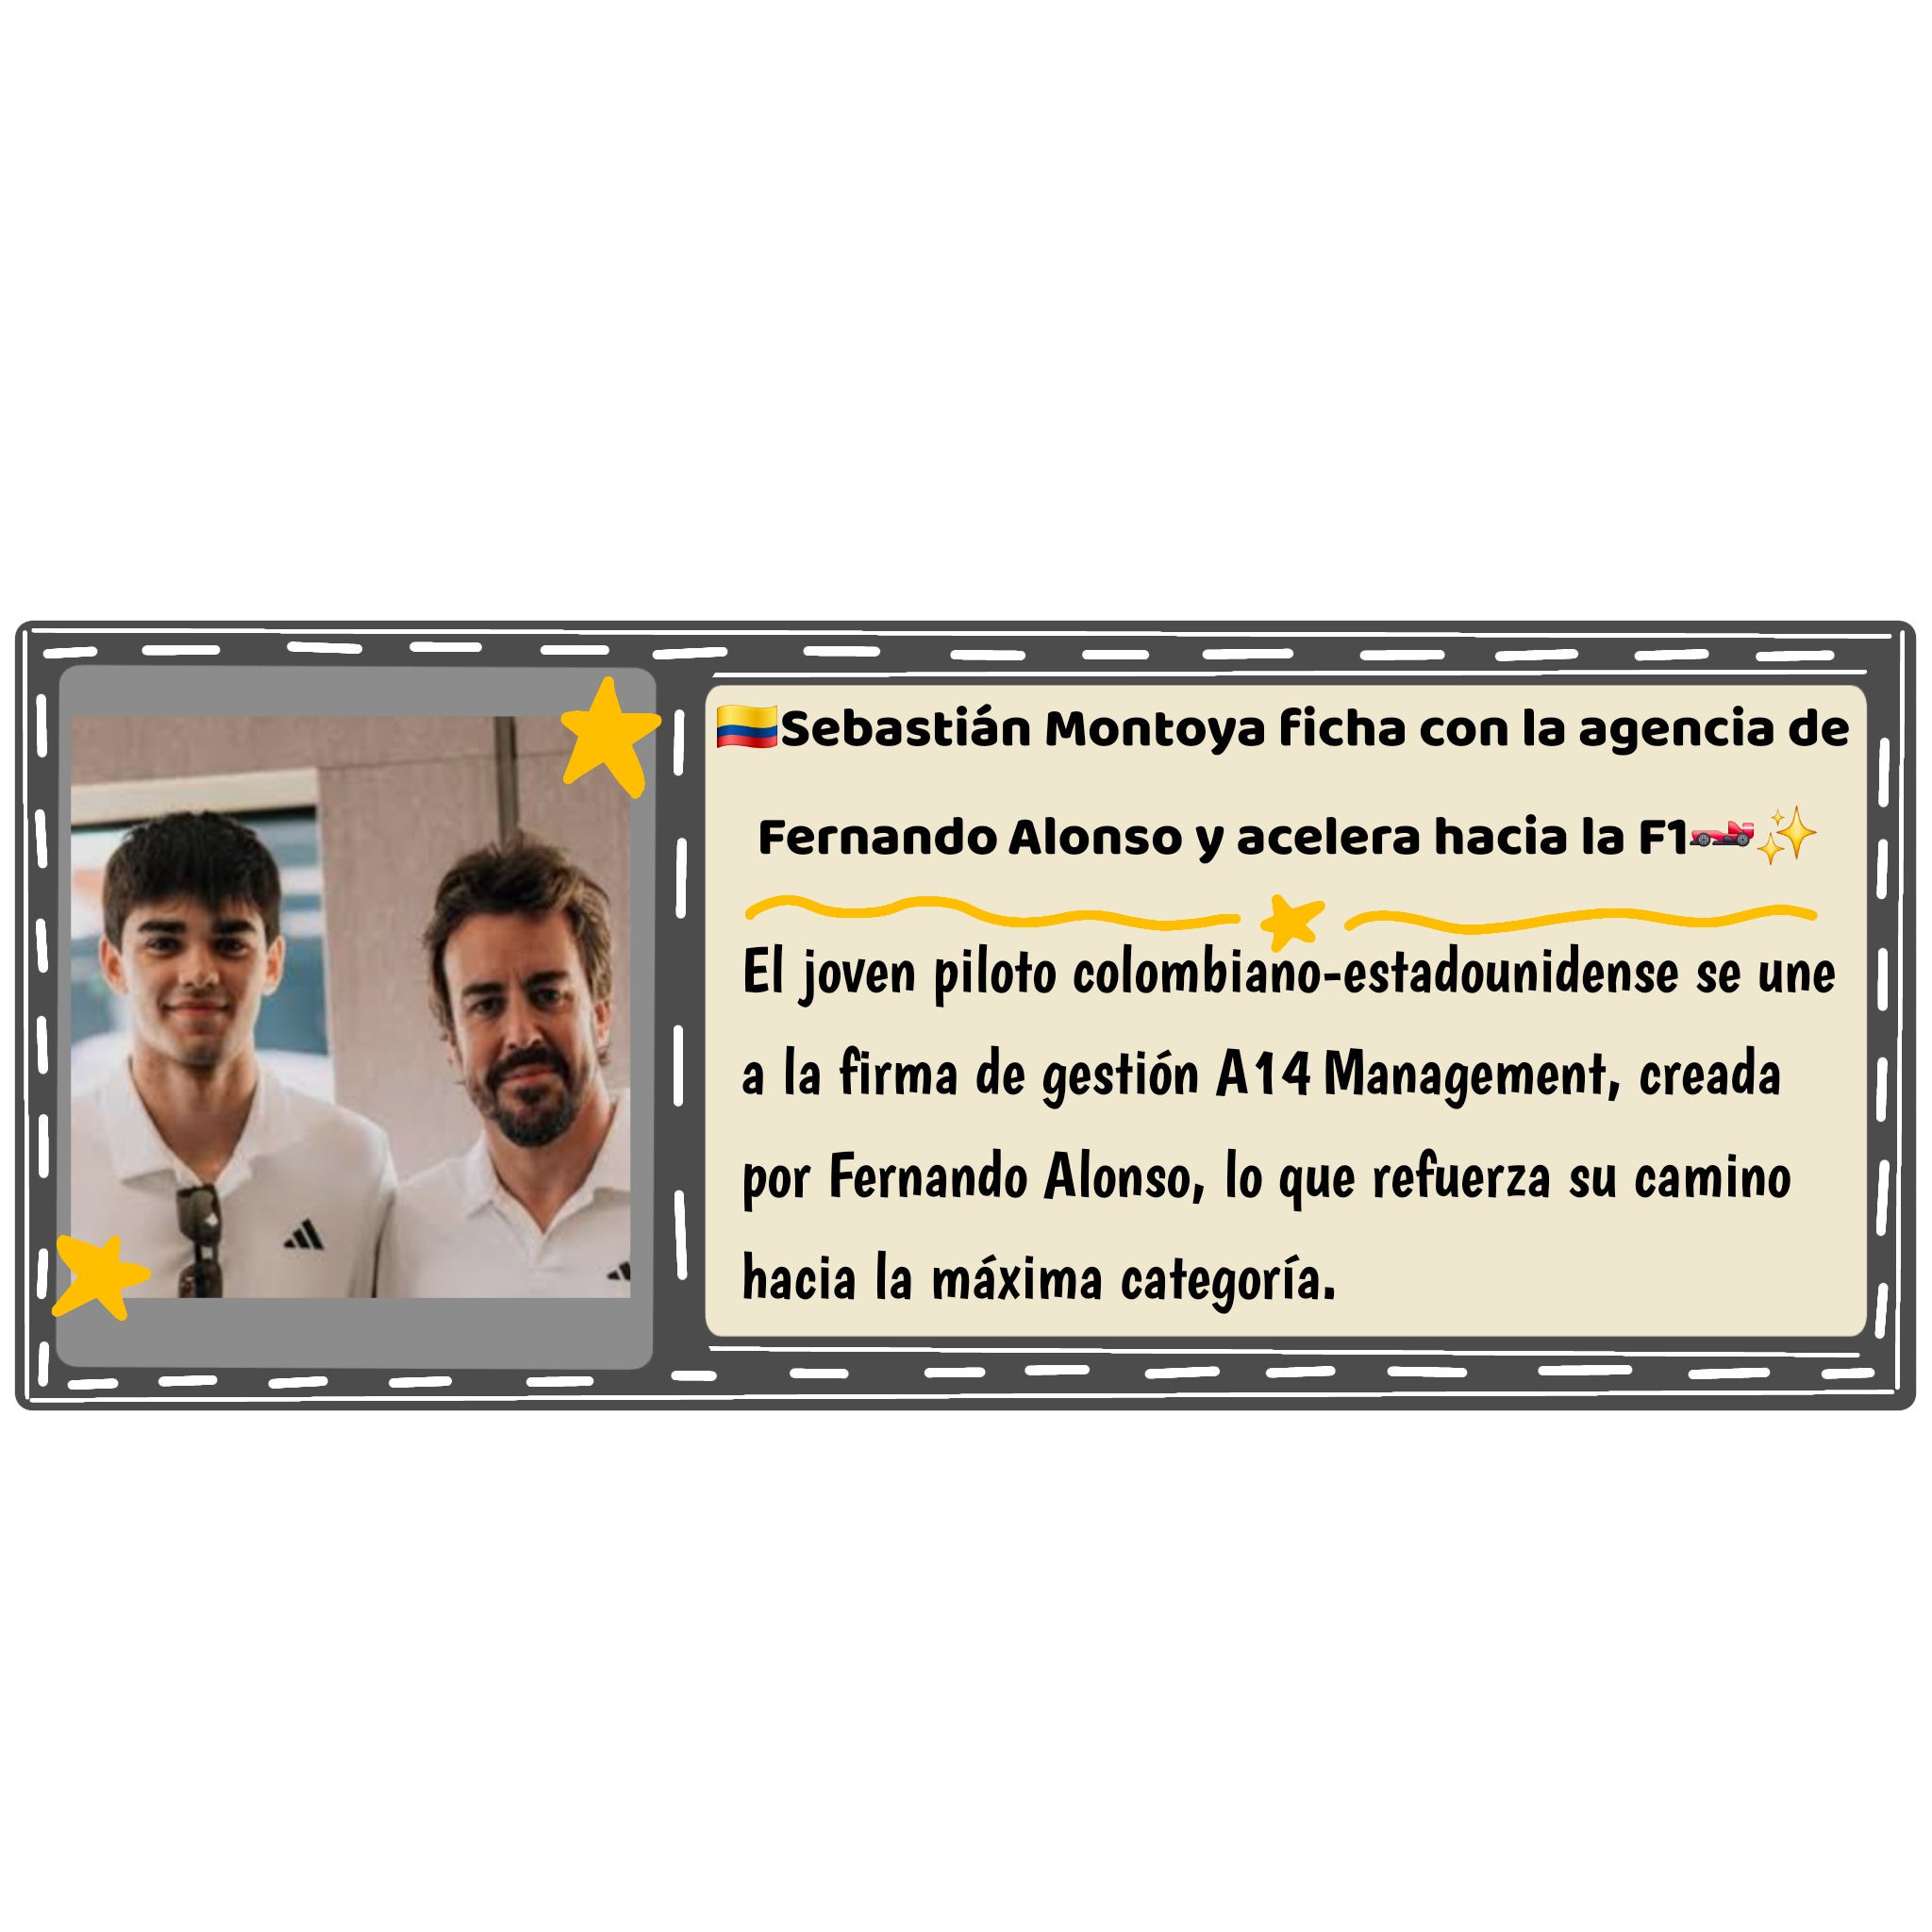 🇨🇴Sebastián Montoya ficha con la agencia de
Fernando Alonso y acelera hacia la F1🏎️✨
El joven piloto colombiano-estadounidense se une
a la firma de gestión A14 Management, creada
por Fernando Alonso, lo que refuerza su camino
hacia la máxima categoría.